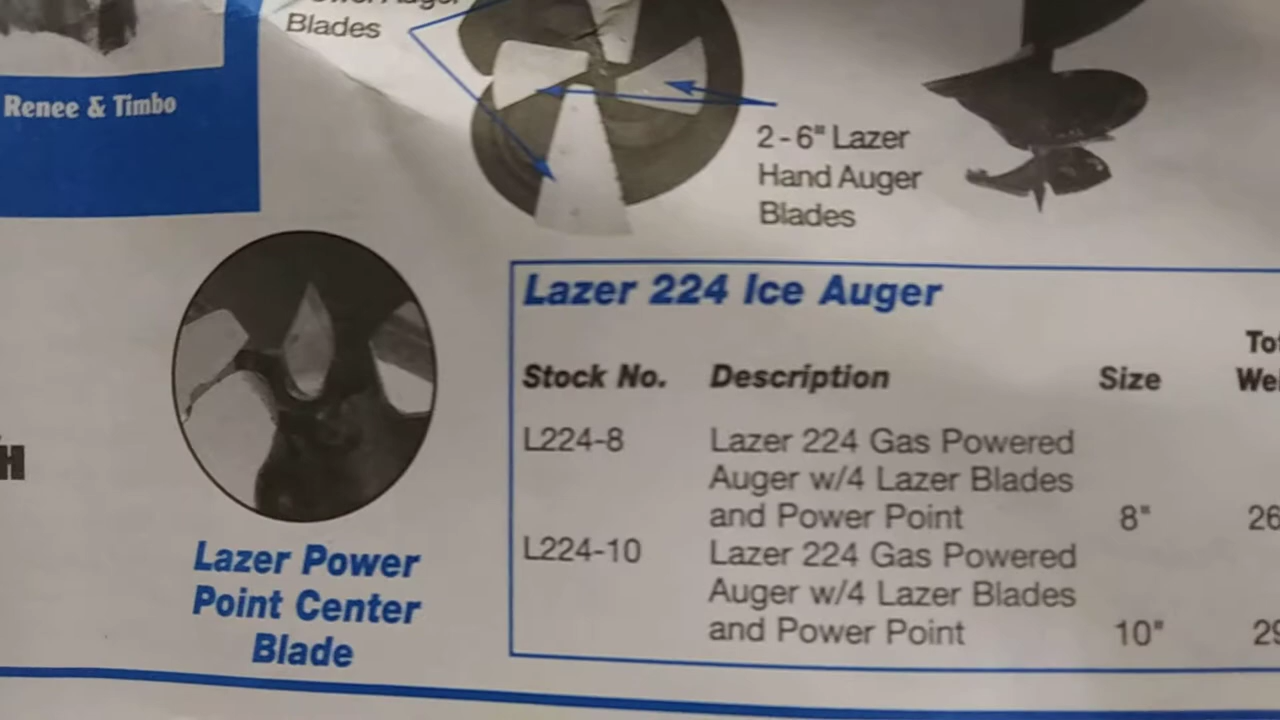 Blades
Renee & Timbo
2 - 6" Lazer
Hand Auger
Blades
Lazer Power
Point Center
Blade
Lazer 224 Ice Auger
Stock No. Description Size
L224-8 Lazer 224 Gas Powered
Auger w/4 Lazer Blades
and Power Point 8" 26
L224-10 Lazer 224 Gas Powered
Auger w/4 Lazer Blades
and Power Point 10" 29